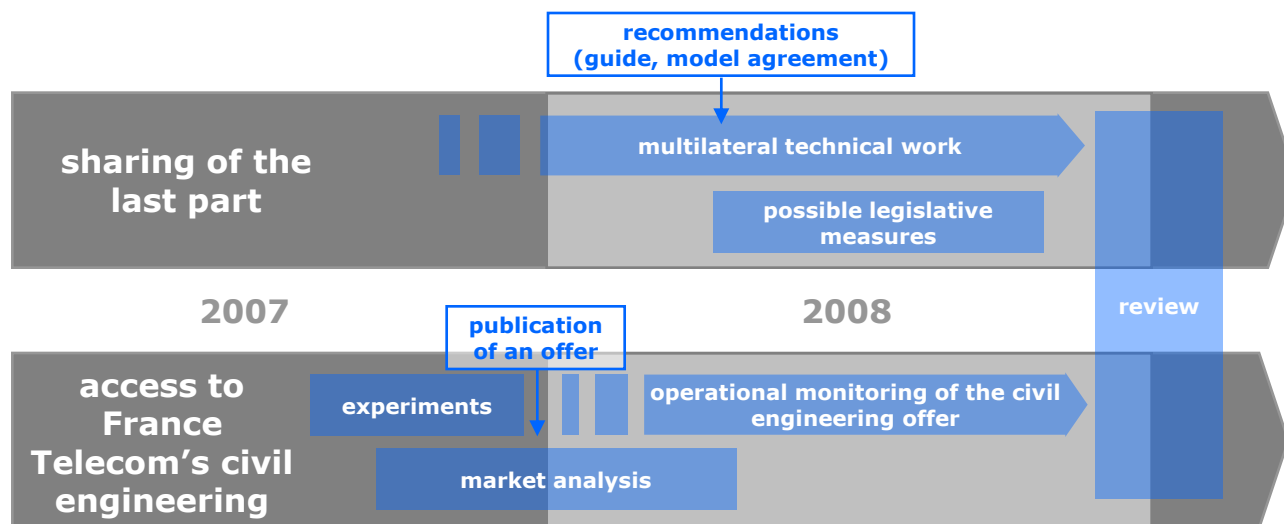 recommendations
(guide, model agreement)
sharing of the
last part
multilateral technical work
possible legislative
measures
2007
2008
review
publication
of an offer
access to
France
Telecom’s civil
engineering
experiments
operational monitoring of the civil
engineering offer
market analysis